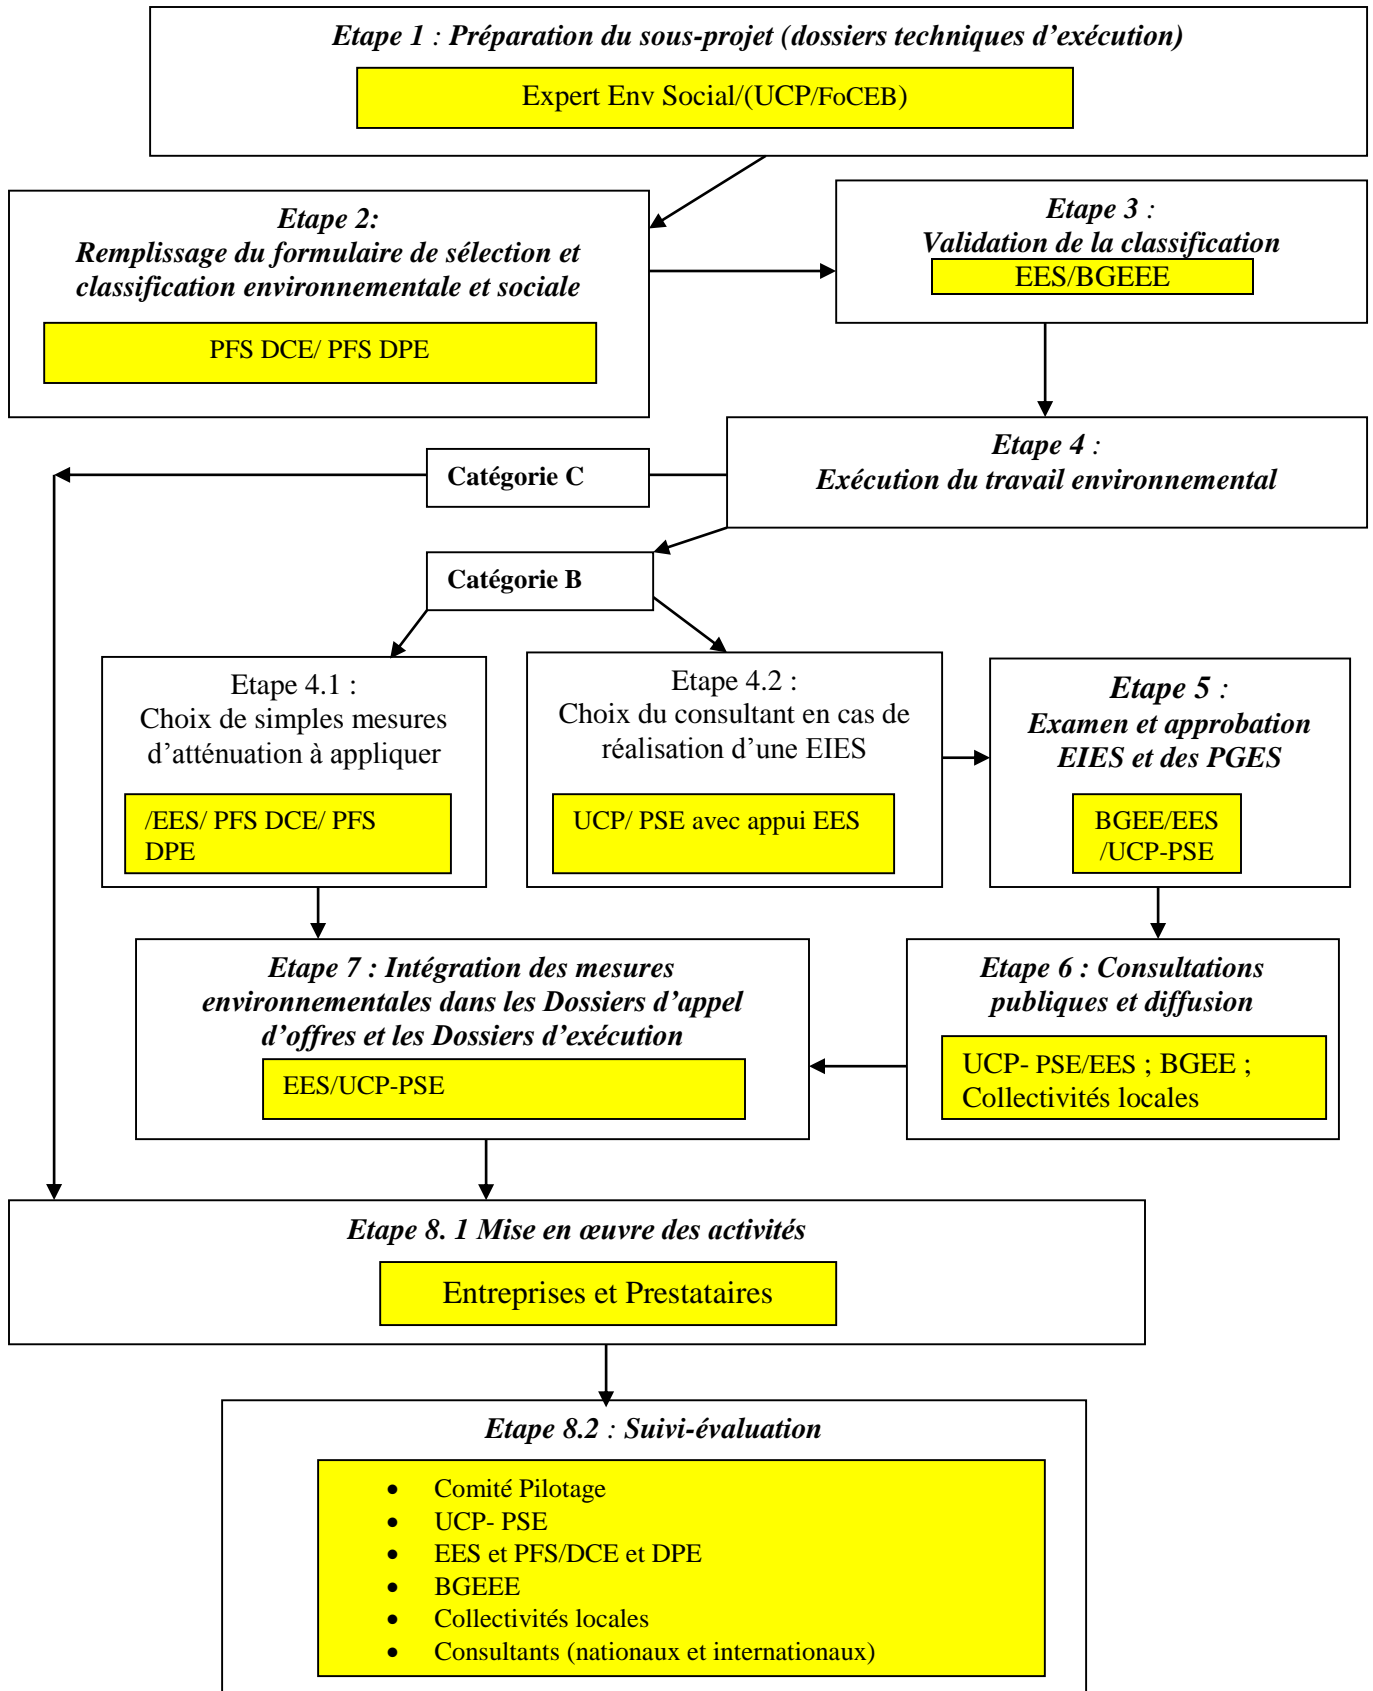 Etape 1 : Préparation du sous-projet (dossiers techniques d’exécution)
Expert Env Social/(UCP/FoCEB)
Etape 2:
Remplissage du formulaire de sélection et
classification environnementale et sociale
PFS DCE/ PFS DPE
Etape 3 :
Validation de la classification
EES/BGEEE
Etape 4 :
Exécution du travail environnemental
Catégorie C
Catégorie B
Etape 4.1 :
Choix de simples mesures
d’atténuation à appliquer
/EES/ PFS DCE/ PFS
DPE
Etape 4.2 :
Choix du consultant en cas de
réalisation d’une EIES
UCP/ PSE avec appui EES
Etape 5 :
Examen et approbation
EIES et des PGES
BGEE/EES
/UCP-PSE
Etape 7 : Intégration des mesures
environnementales dans les Dossiers d’appel
d’offres et les Dossiers d’exécution
EES/UCP-PSE
Etape 6 : Consultations
publiques et diffusion
UCP- PSE/EES ; BGEE ;
Collectivités locales
Etape 8. 1 Mise en œuvre des activités
Entreprises et Prestataires
Etape 8.2 : Suivi-évaluation
• Comité Pilotage
• UCP- PSE
• EES et PFS/DCE et DPE
• BGEEE
• Collectivités locales
• Consultants (nationaux et internationaux)